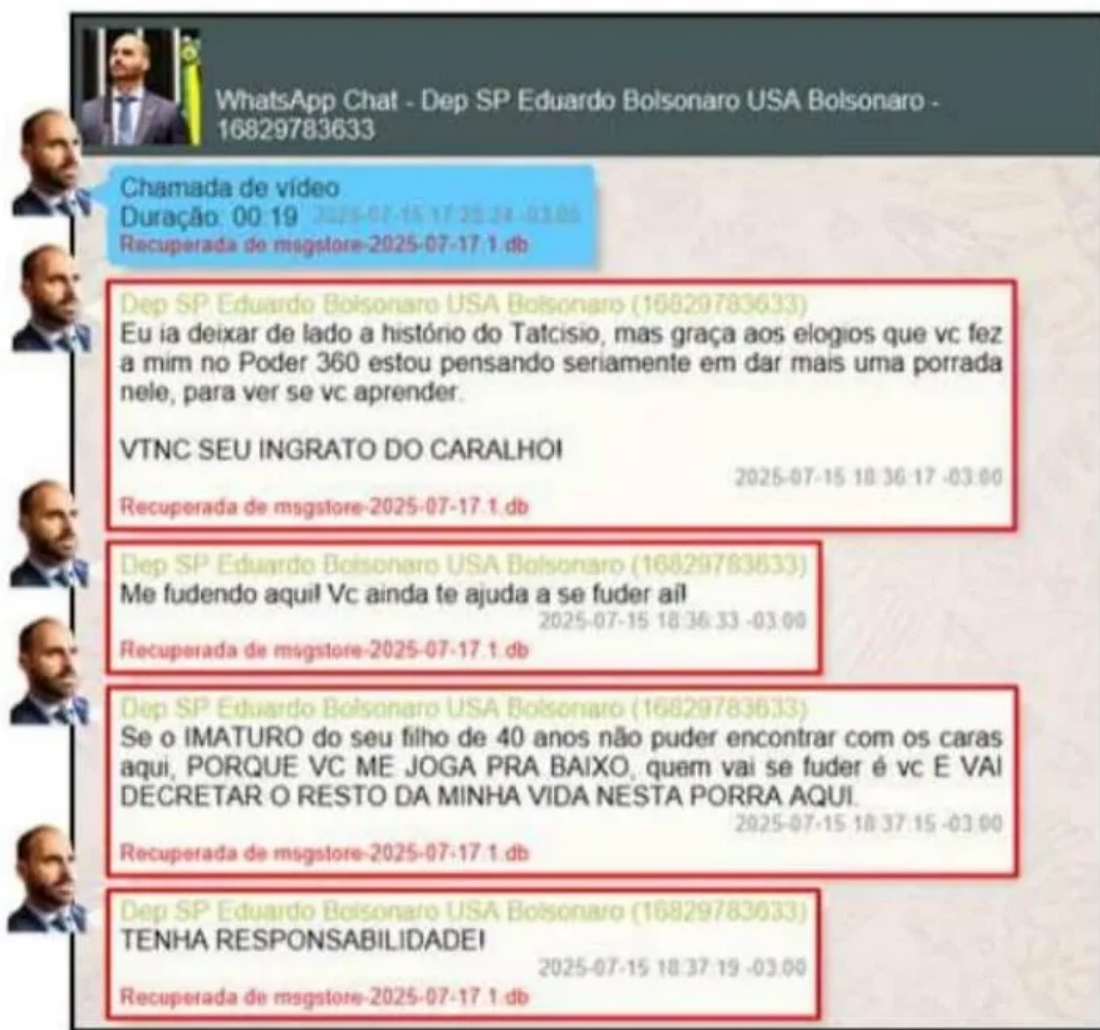 WhatsApp Chat - Dep SP Eduardo Bolsonaro USA Bolsonaro -
16829783633
Chamada de vídeo
Duração: 00:19 2025-07-15 17:25:24 -03:00
Recuperada de msgstore-2025-07-17.1.db
Dep SP Eduardo Bolsonaro USA Bolsonaro (16829783633)
Eu ia deixar de lado a histório do Tatcisio, mas graça aos elogios que vc fez
a mim no Poder 360 estou pensando seriamente em dar mais uma porrada
nele, para ver se vc aprender.
VTNC SEU INGRATO DO CARALHO!
2025-07-15 18:36:17 -03:00
Recuperada de msgstore-2025-07-17.1.db
Dep SP Eduardo Bolsonaro USA Bolsonaro (16829783633)
Me fudendo aqui! Vc ainda te ajuda a se fuder aí!
2025-07-15 18:36:33 -03:00
Recuperada de msgstore-2025-07-17.1.db
Dep SP Eduardo Bolsonaro USA Bolsonaro (16829783633)
Se o IMATURO do seu filho de 40 anos não puder encontrar com os caras
aqui, PORQUE VC ME JOGA PRA BAIXO, quem vai se fuder é vc E VAI
DECRETAR O RESTO DA MINHA VIDA NESTA PORRA AQUI.
2025-07-15 18:37:15 -03:00
Recuperada de msgstore-2025-07-17.1.db
Dep SP Eduardo Bolsonaro USA Bolsonaro (16829783633)
TENHA RESPONSABILIDADE!
2025-07-15 18:37:19 -03:00
Recuperada de msgstore-2025-07-17.1.db